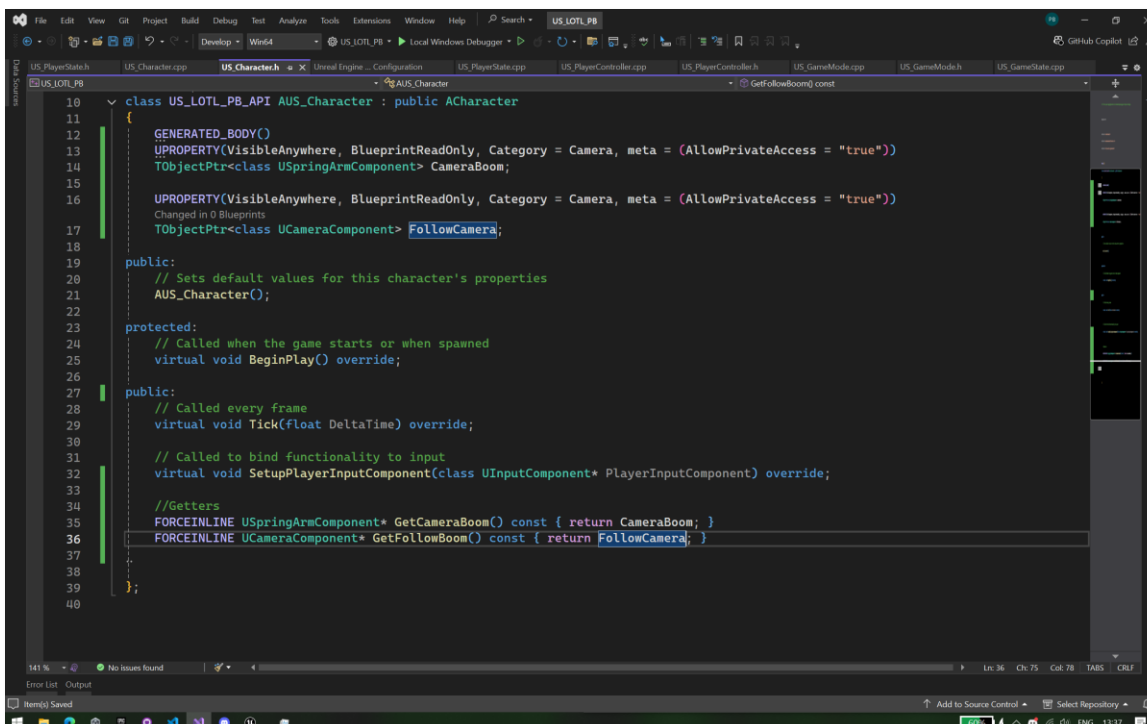 File Edit View Git Project Build Debug Test Analyze Tools Extensions Window Help Search US_LOTL_PB PB
Develop Win64 US_LOTL_PB Local Windows Debugger GitHub Copilot
Data Sources
US_PlayerState.h US_Character.cpp US_Character.h X Unreal Engine ... Configuration US_PlayerState.cpp US_PlayerController.cpp US_PlayerController.h US_GameMode.cpp US_GameMode.h US_GameState.cpp
US_LOTL_PB AUS_Character GetFollowBoom() const
10 class US_LOTL_PB_API AUS_Character : public ACharacter
11 {
12 GENERATED_BODY()
13 UPROPERTY(VisibleAnywhere, BlueprintReadOnly, Category = Camera, meta = (AllowPrivateAccess = "true"))
14 TObjectPtr<class USpringArmComponent> CameraBoom;
15
16 UPROPERTY(VisibleAnywhere, BlueprintReadOnly, Category = Camera, meta = (AllowPrivateAccess = "true"))
Changed in 0 Blueprints
17 TObjectPtr<class UCameraComponent> FollowCamera;
18
19 public:
20 // Sets default values for this character's properties
21 AUS_Character();
22
23 protected:
24 // Called when the game starts or when spawned
25 virtual void BeginPlay() override;
26
27 public:
28 // Called every frame
29 virtual void Tick(float DeltaTime) override;
30
31 // Called to bind functionality to input
32 virtual void SetupPlayerInputComponent(class UInputComponent* PlayerInputComponent) override;
33
34 //Getters
35 FORCEINLINE USpringArmComponent* GetCameraBoom() const { return CameraBoom; }
36 FORCEINLINE UCameraComponent* GetFollowBoom() const { return FollowCamera; }
37
38
39 };
40
141 % No issues found Ln: 36 Ch: 75 Col: 78 TABS CRLF
Error List Output
Item(s) Saved Add to Source Control Select Repository
60% ENG 13:37